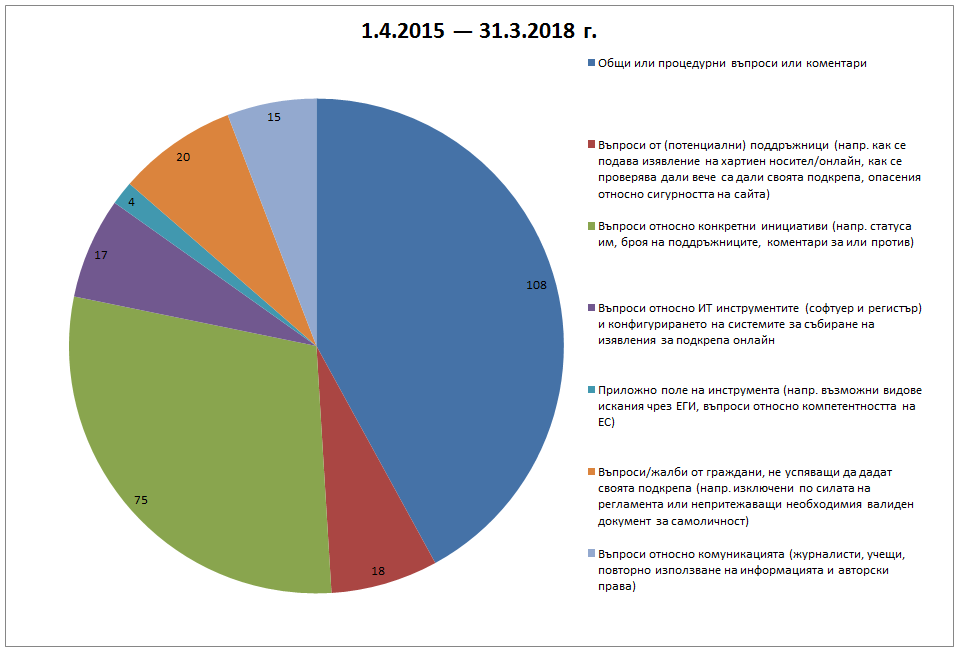 1.4.2015 — 31.3.2018 г.
Общи или процедурни въпроси или коментари
Въпроси от (потенциални) поддръжници (напр. как се
подава изявление на хартиен носител/онлайн, как се
проверява дали вече са дали своята подкрепа, опасения
относно сигурността на сайта)
Въпроси относно конкретни инициативи (напр. статуса
им, броя на поддръжниците, коментари за или против)
Въпроси относно ИТ инструментите (софтуер и регистър)
и конфигурирането на системите за събиране на
изявления за подкрепа онлайн
Приложно поле на инструмента (напр. възможни видове
искания чрез ЕГИ, въпроси относно компетентността на
ЕС)
Въпроси/жалби от граждани, не успяващи да дадат
своята подкрепа (напр. изключени по силата на
регламента или непритежаващи необходимия валиден
документ за самоличност)
Въпроси относно комуникацията (журналисти, учещи,
повторно използване на информацията и авторски
права)
108
18
75
17
4
20
15